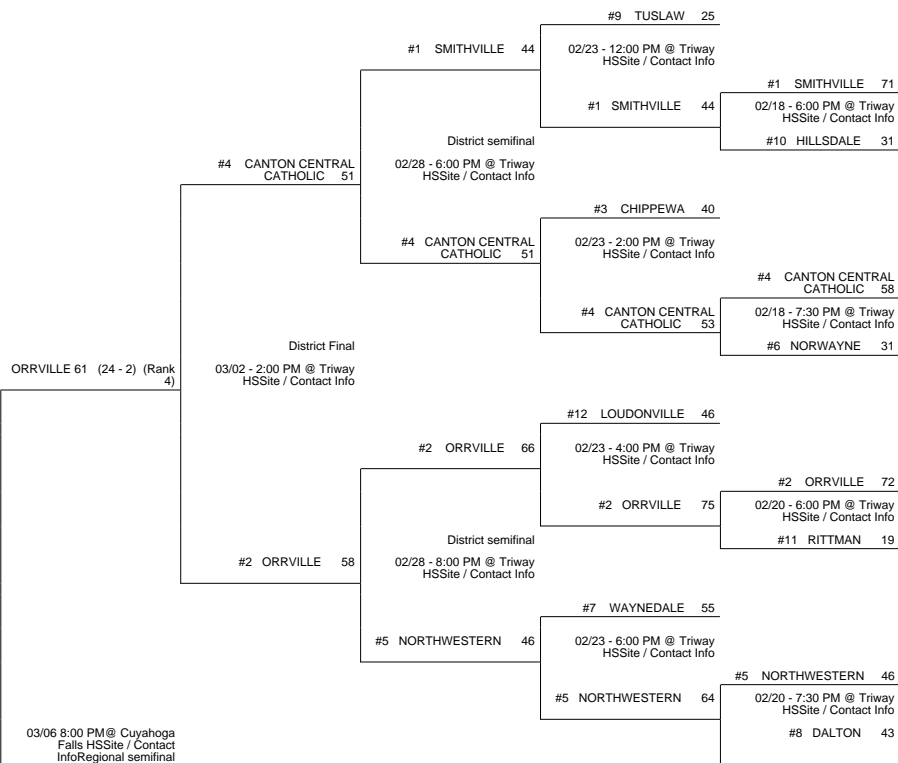 #9 TUSLAW 25
#1 SMITHVILLE 44
02/23 - 12:00 PM @ Triway
HSSite / Contact Info
#1 SMITHVILLE 71
#1 SMITHVILLE 44
02/18 - 6:00 PM @ Triway
HSSite / Contact Info
District semifinal
#10 HILLSDALE 31
#4 CANTON CENTRAL
CATHOLIC 51
02/28 - 6:00 PM @ Triway
HSSite / Contact Info
#3 CHIPPEWA 40
#4 CANTON CENTRAL
CATHOLIC 51
02/23 - 2:00 PM @ Triway
HSSite / Contact Info
#4 CANTON CENTRAL
CATHOLIC 58
#4 CANTON CENTRAL
CATHOLIC 53
02/18 - 7:30 PM @ Triway
HSSite / Contact Info
District Final
#6 NORWAYNE 31
ORRVILLE 61 (24 - 2) (Rank
4)
03/02 - 2:00 PM @ Triway
HSSite / Contact Info
#12 LOUDONVILLE 46
#2 ORRVILLE 66
02/23 - 4:00 PM @ Triway
HSSite / Contact Info
#2 ORRVILLE 72
#2 ORRVILLE 75
02/20 - 6:00 PM @ Triway
HSSite / Contact Info
District semifinal
#11 RITTMAN 19
#2 ORRVILLE 58
02/28 - 8:00 PM @ Triway
HSSite / Contact Info
#7 WAYNEDALE 55
#5 NORTHWESTERN 46
02/23 - 6:00 PM @ Triway
HSSite / Contact Info
#5 NORTHWESTERN 46
#5 NORTHWESTERN 64
02/20 - 7:30 PM @ Triway
HSSite / Contact Info
#8 DALTON 43
03/06 8:00 PM@ Cuyahoga
Falls HSSite / Contact
InfoRegional semifinal